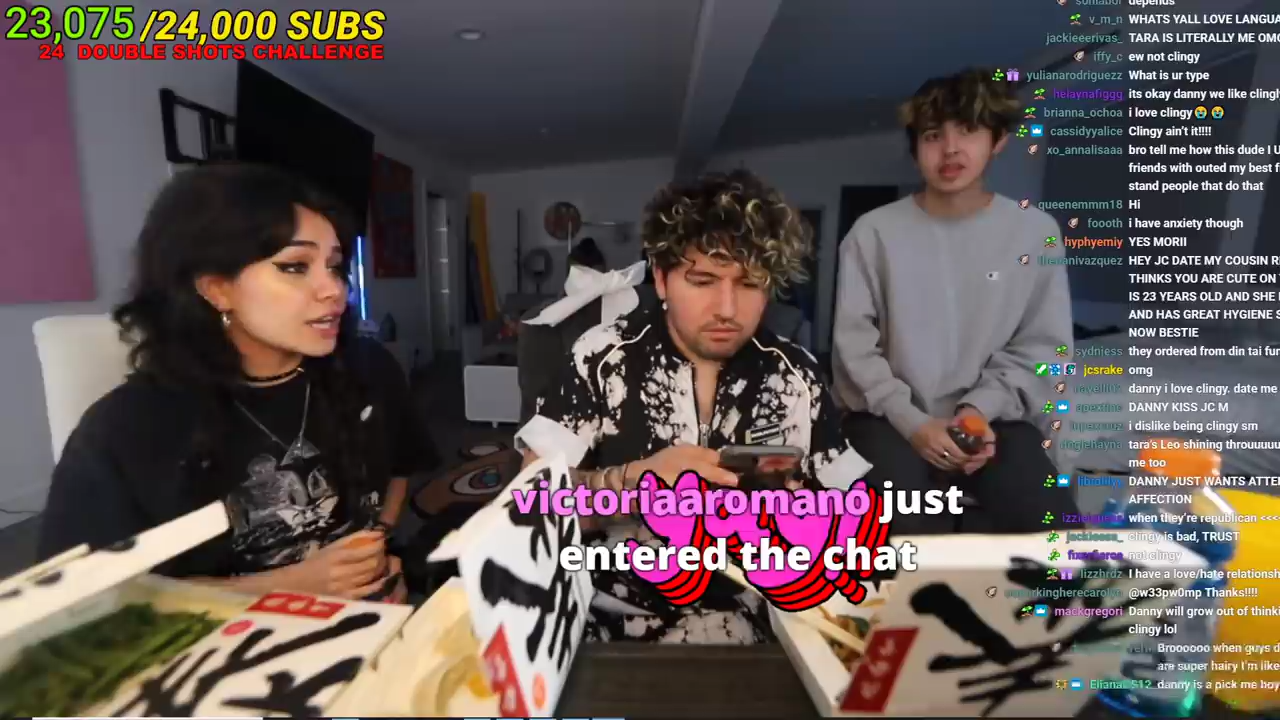 23,075/24,000 SUBS
24 DOUBLE SHOTS CHALLENGE
depends
v_m_n WHATS YALL LOVE LANGUA
jackieeerivas_ TARA IS LITERALLY ME OMG
iffy_c ew not clingy
yulianarodriguezz What is ur type
helaynafiggg its okay danny we like clingy
brianna_ochoa i love clingy😭😭
cassidyyalice Clingy ain't it!!!!
xo_annalisaaa bro tell me how this dude I U
friends with outed my best f
stand people that do that
queenemmm18 Hi
foooth i have anxiety though
hyphyemiy YES MORII
HEY JC DATE MY COUSIN
THINKS YOU ARE CUTE ON
IS 23 YEARS OLD AND SHE
AND HAS GREAT HYGIENE S
NOW BESTIE
sydniess they ordered from din tai fun
jcsrake omg
danny i love clingy. date me
DANNY KISS JC M
i dislike being clingy sm
tara's Leo shining throuuuuu
me too
DANNY JUST WANTS ATTE
AFFECTION
when they're republican <<<
jackieeee_ clingy is bad, TRUST
not clingy
lizzhrdz I have a love/hate relationsh
@w33pw0mp Thanks!!!!
mackgregori Danny will grow out of think
clingy lol
Broooooo when guys d
are super hairy I'm like
danny is a pick me boy
victoriaaromano just
entered the chat